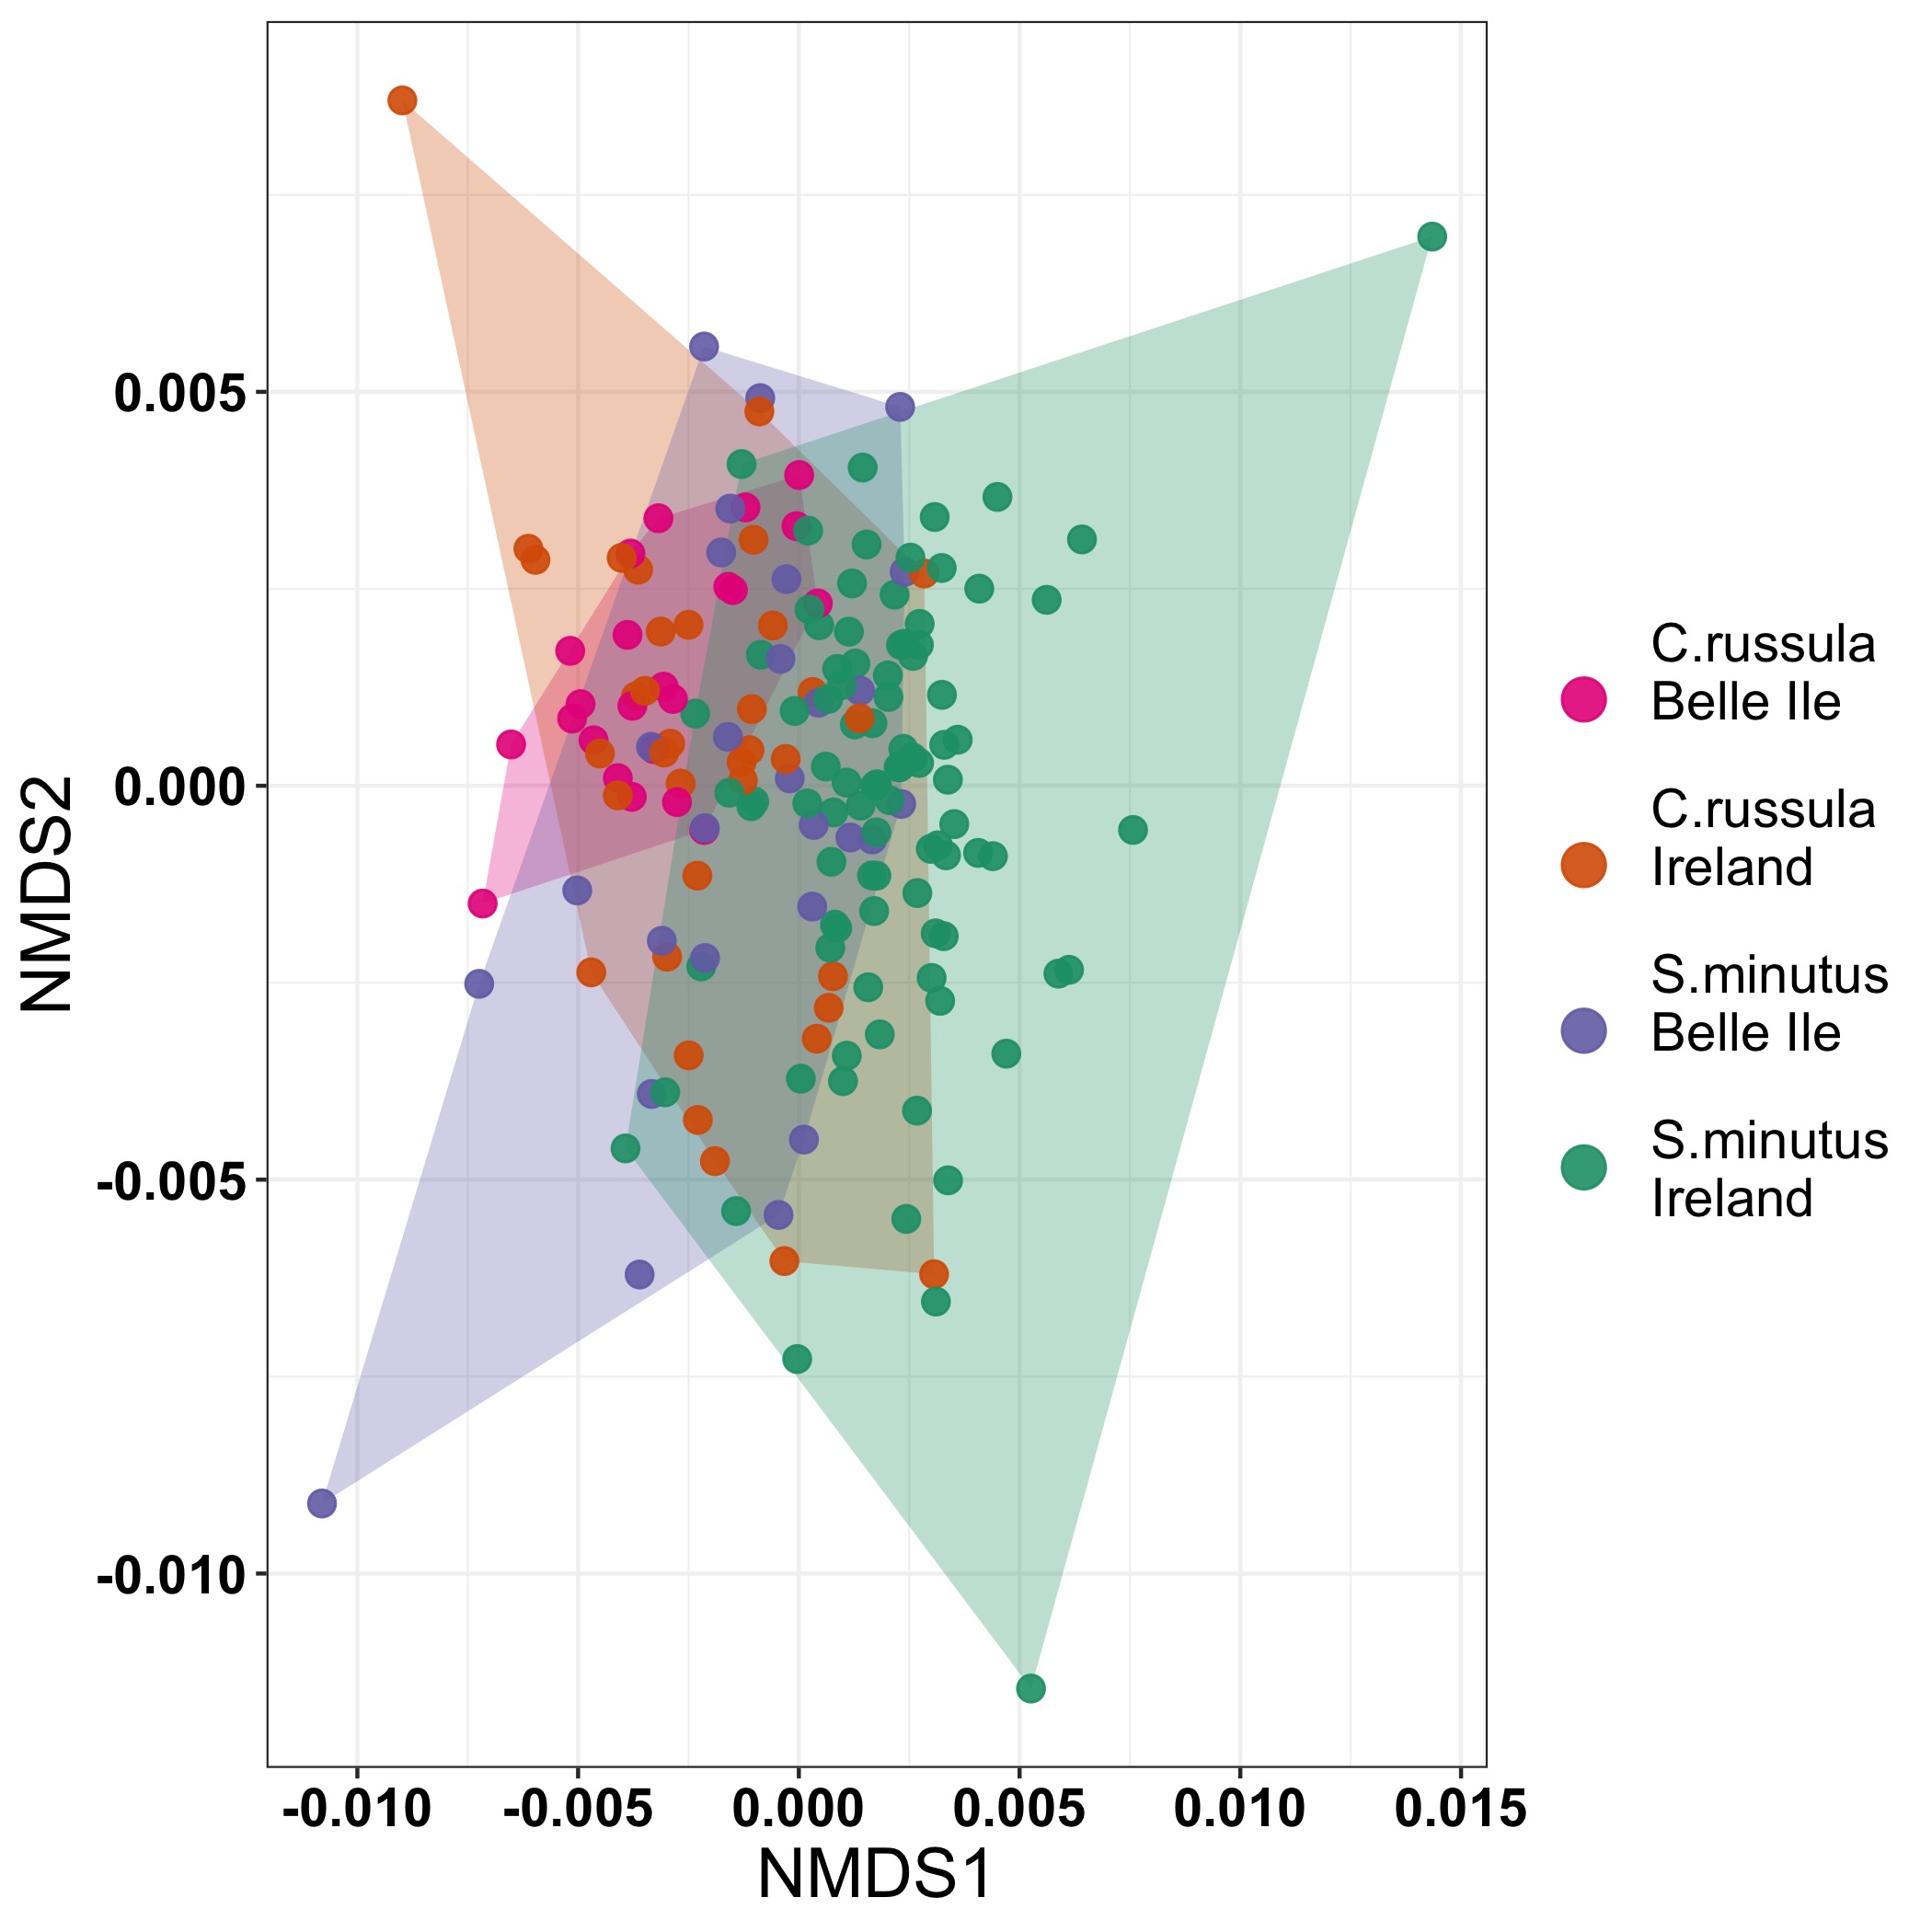 NMDS2
0.005
0.000
-0.005
-0.010
-0.010 -0.005 0.000 0.005 0.010 0.015
NMDS1
C.russula
Belle Ile
C.russula
Ireland
S.minutus
Belle Ile
S.minutus
Ireland